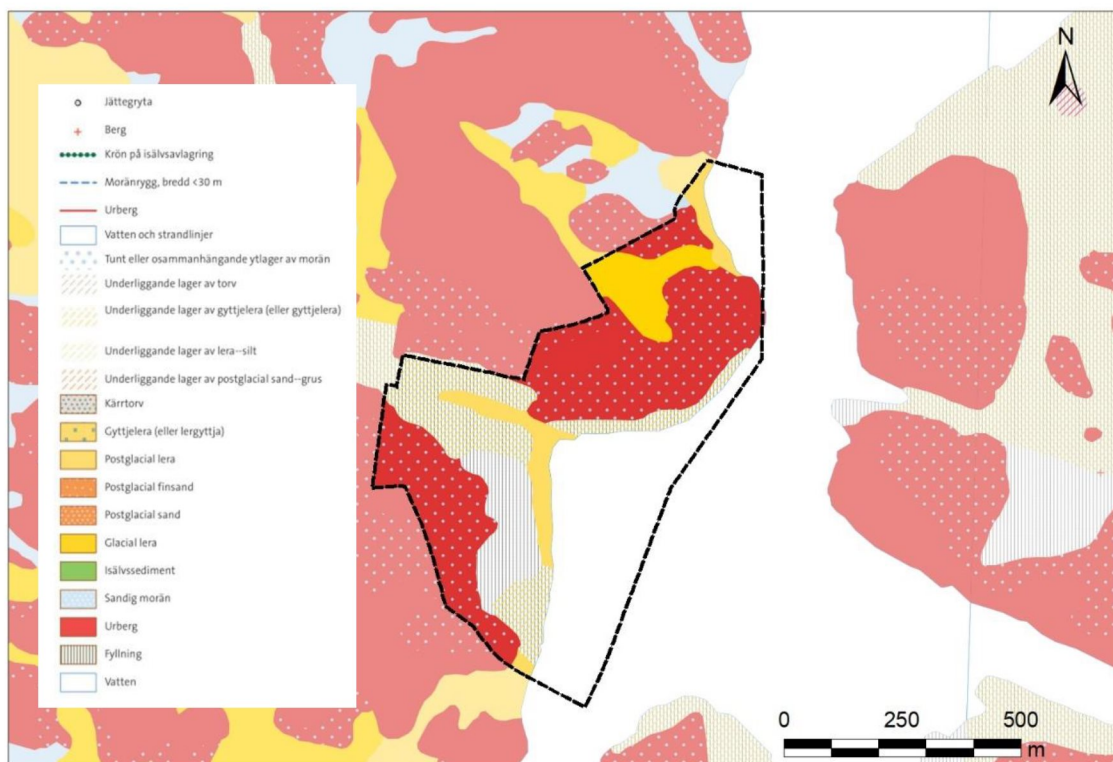 N
Jättegryta
Berg
Krön på isälvsavlagring
Moränrygg, bredd <30 m
Urberg
Vatten och strandlinjer
Tunt eller osammanhängande ytlager av morän
Underliggande lager av torv
Underliggande lager av gyttjelera (eller gyttjelera)
Underliggande lager av lera--silt
Underliggande lager av postglacial sand--grus
Kärrtorv
Gyttjelera (eller lergyttja)
Postglacial lera
Postglacial finsand
Postglacial sand
Glacial lera
Isälvssediment
Sandig morän
Urberg
Fyllning
Vatten
0 250 500
m